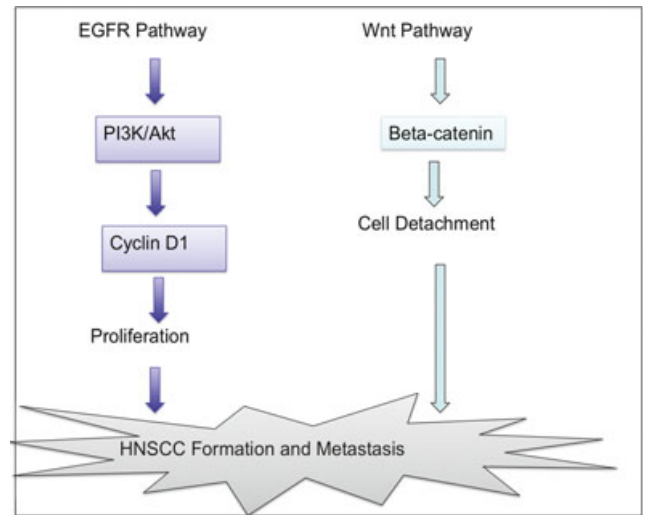 EGFR Pathway
Wnt Pathway
PI3K/Akt
Beta-catenin
Cyclin D1
Cell Detachment
Proliferation
HNSCC Formation and Metastasis